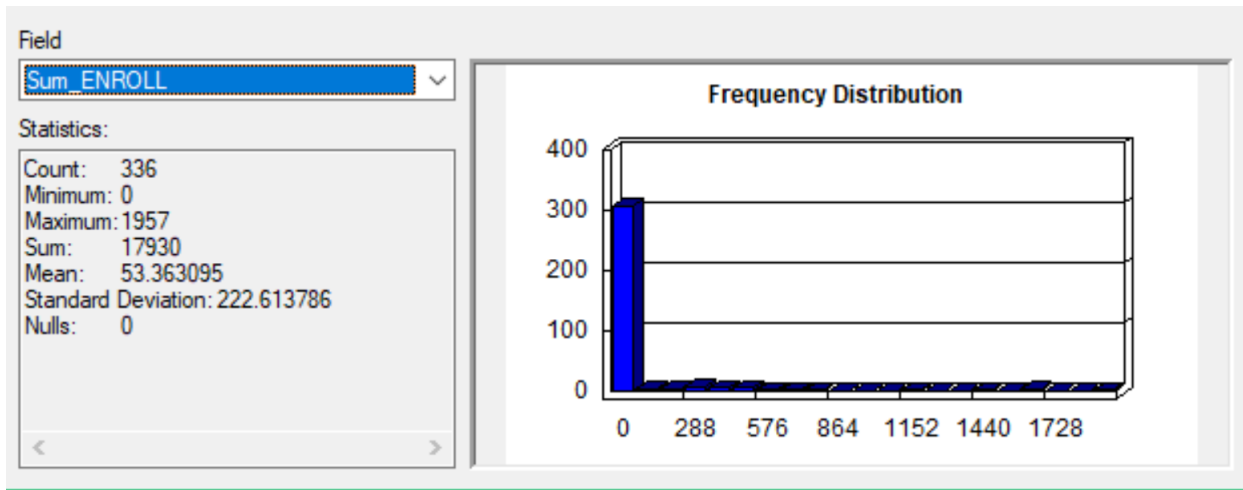 Field
Sum_ENROLL
Statistics:
Count: 336
Minimum: 0
Maximum: 1957
Sum: 17930
Mean: 53.363095
Standard Deviation: 222.613786
Nulls: 0
Frequency Distribution
400
300
200
100
0
0 288 576 864 1152 1440 1728